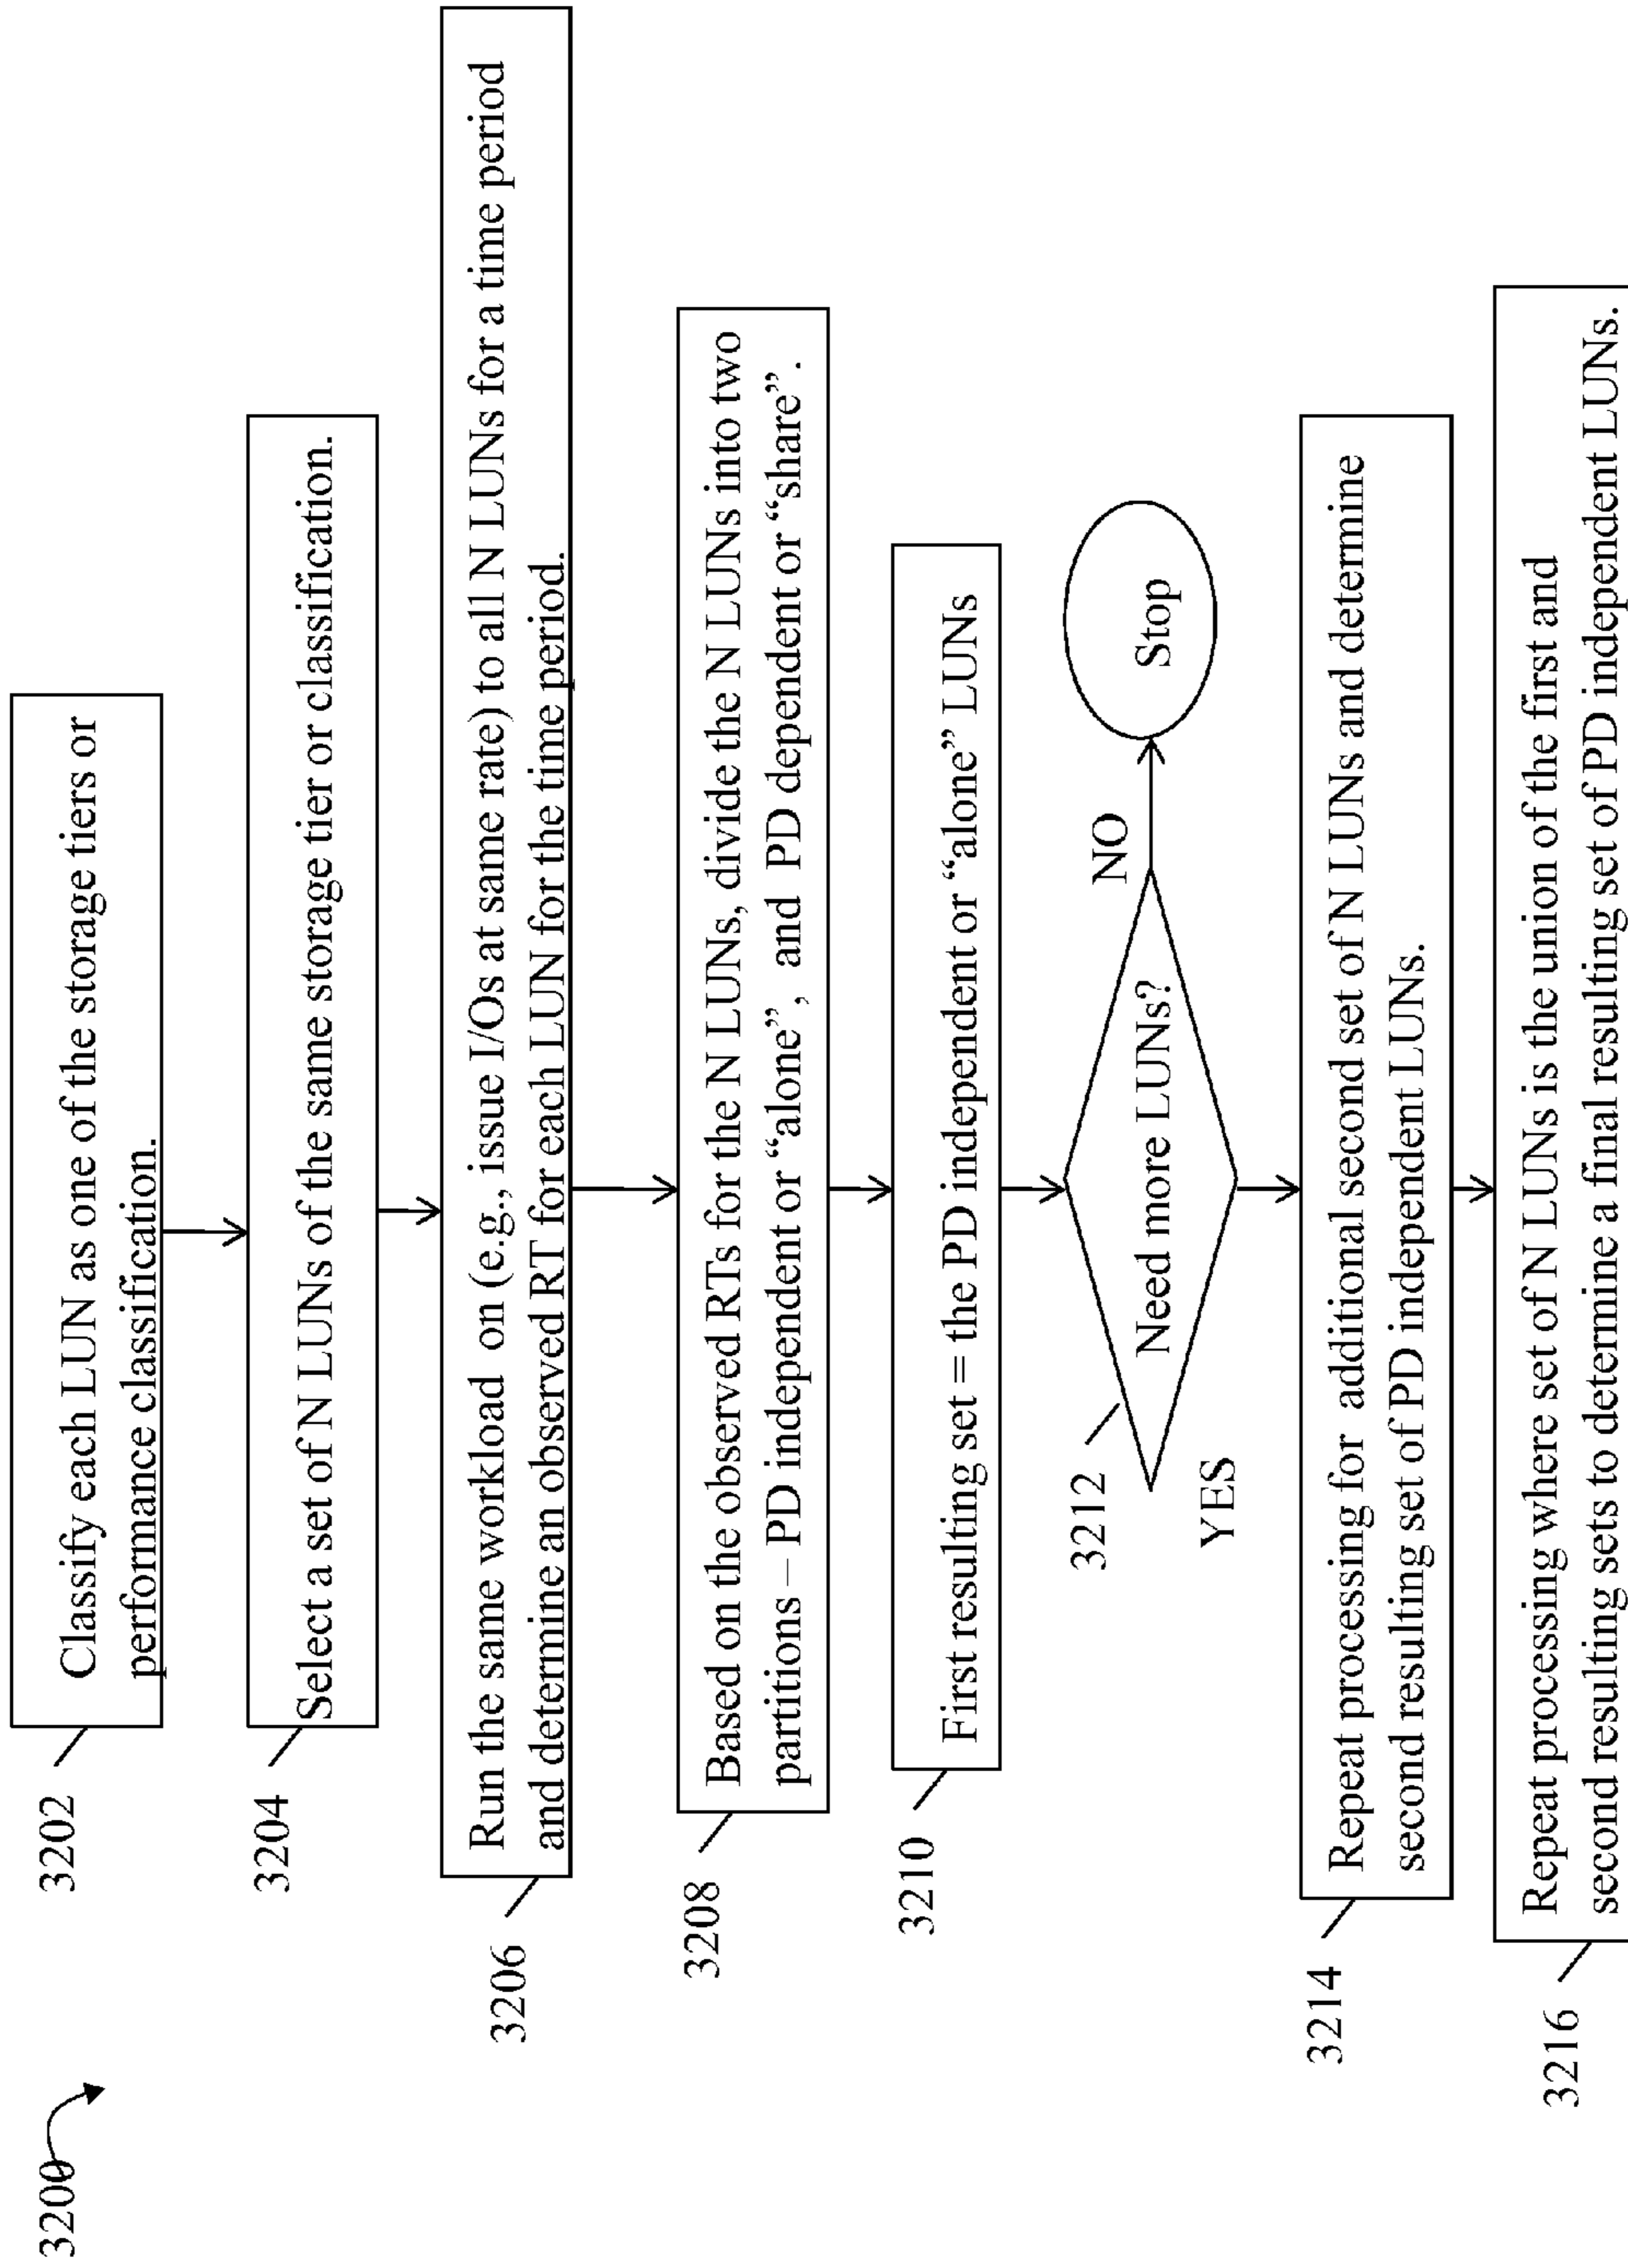 3200
3202
Classify each LUN as one of the storage tiers or
performance classification.
3204
Select a set of N LUNs of the same storage tier or classification.
3206
Run the same workload on (e.g., issue I/Os at same rate) to all N LUNs for a time period
and determine an observed RT for each LUN for the time period.
3208
Based on the observed RTs for the N LUNs, divide the N LUNs into two
partitions – PD independent or “alone”, and PD dependent or “share”.
3210
First resulting set = the PD independent or “alone” LUNs
3212
Need more LUNs?
NO
Stop
YES
3214
Repeat processing for additional second set of N LUNs and determine
second resulting set of PD independent LUNs.
3216
Repeat processing where set of N LUNs is the union of the first and
second resulting sets to determine a final resulting set of PD independent LUNs.